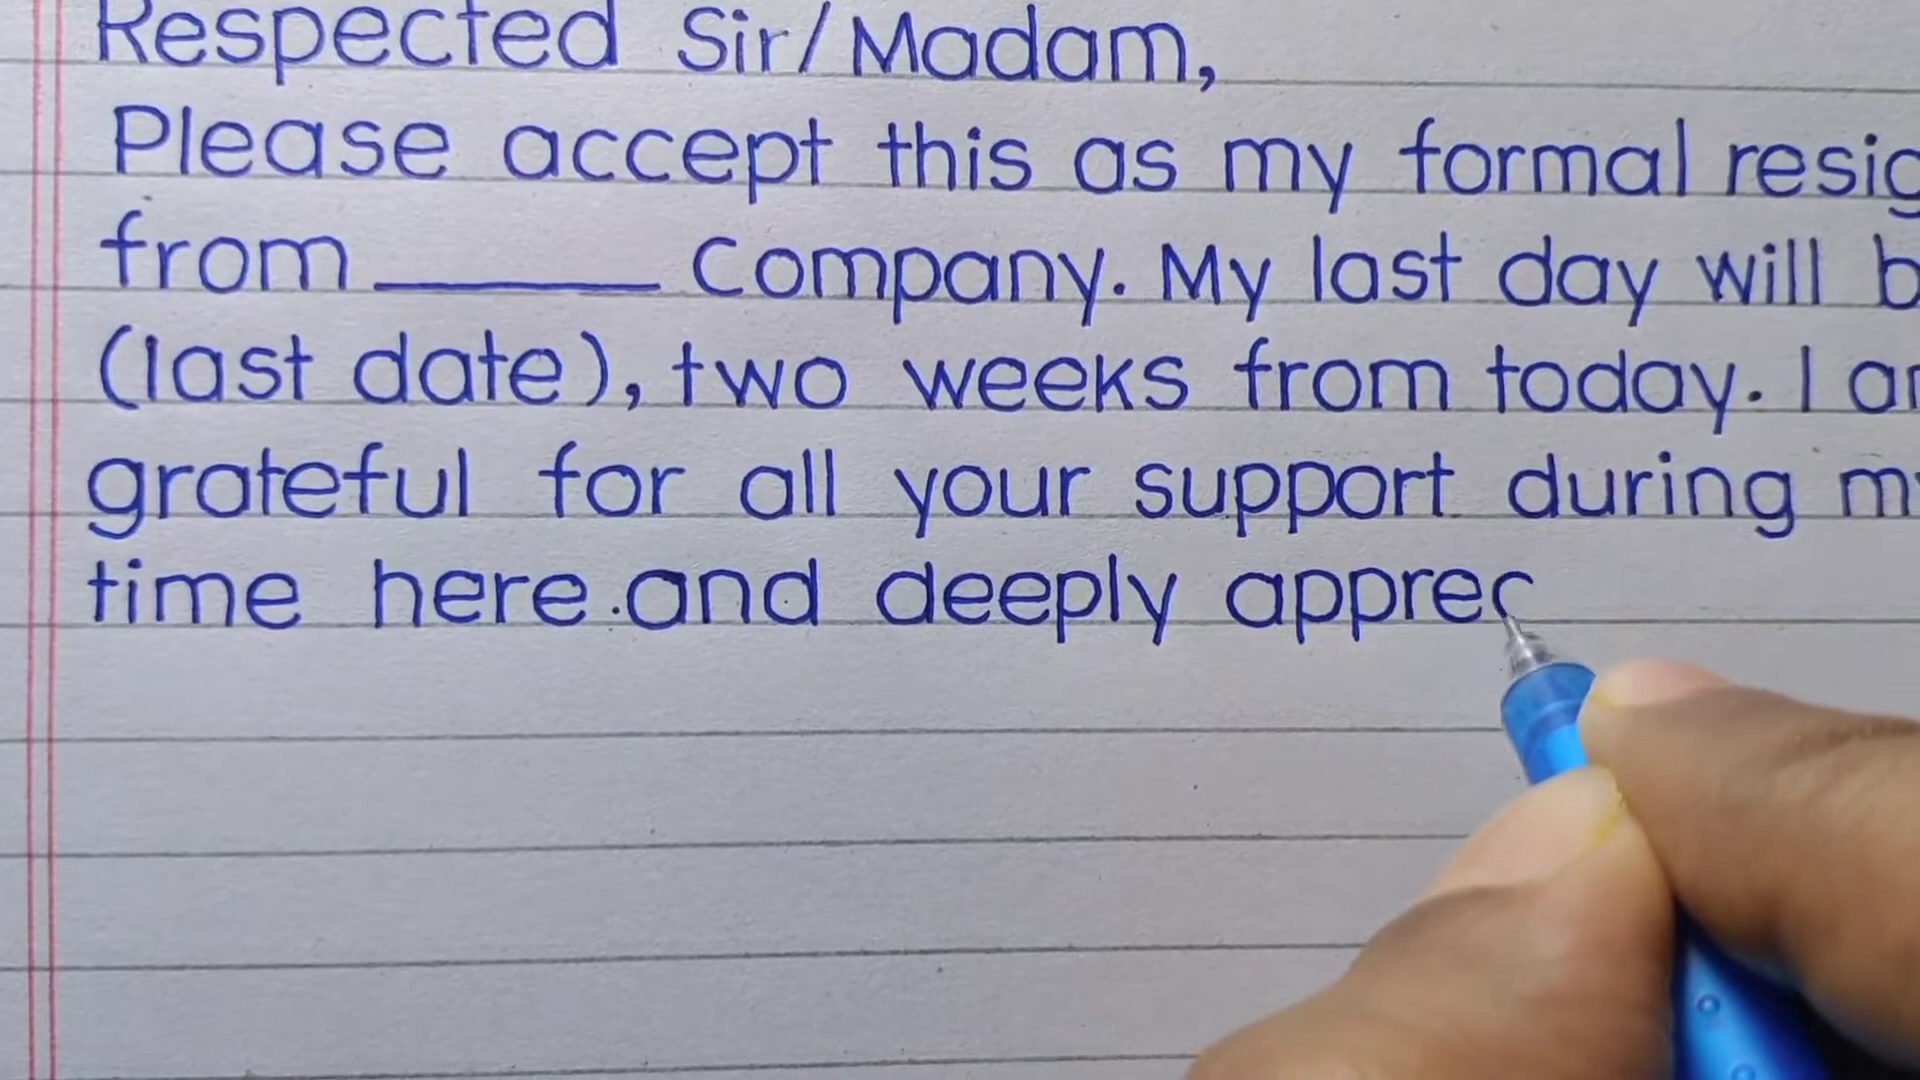 Respected Sir/Madam,
Please accept this as my formal resig
from ______ Company. My last day will b
(last date), two weeks from today. I a
grateful for all your support during m
time here and deeply apprec